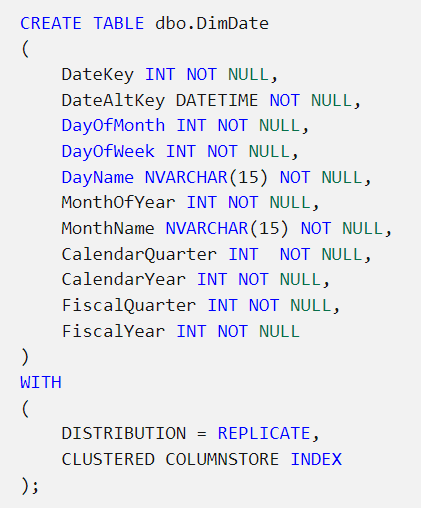 CREATE TABLE dbo.DimDate
(
    DateKey INT NOT NULL,
    DateAltKey DATETIME NOT NULL,
    DayOfMonth INT NOT NULL,
    DayOfWeek INT NOT NULL,
    DayName NVARCHAR(15) NOT NULL,
    MonthOfYear INT NOT NULL,
    MonthName NVARCHAR(15) NOT NULL,
    CalendarQuarter INT  NOT NULL,
    CalendarYear INT NOT NULL,
    FiscalQuarter INT NOT NULL,
    FiscalYear INT NOT NULL
)
WITH
(
    DISTRIBUTION = REPLICATE,
    CLUSTERED COLUMNSTORE INDEX
);